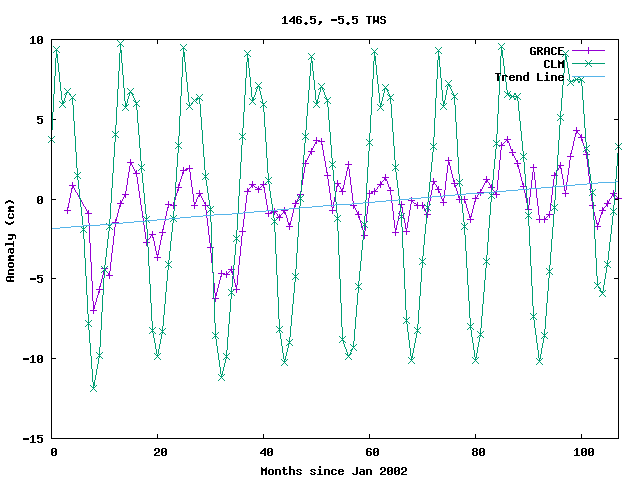 146.5, -5.5 TWS
GRACE
CLM
Trend Line
10
5
0
-5
-10
-15
Anomaly (cm)
0 20 40 60 80 100
Months since Jan 2002